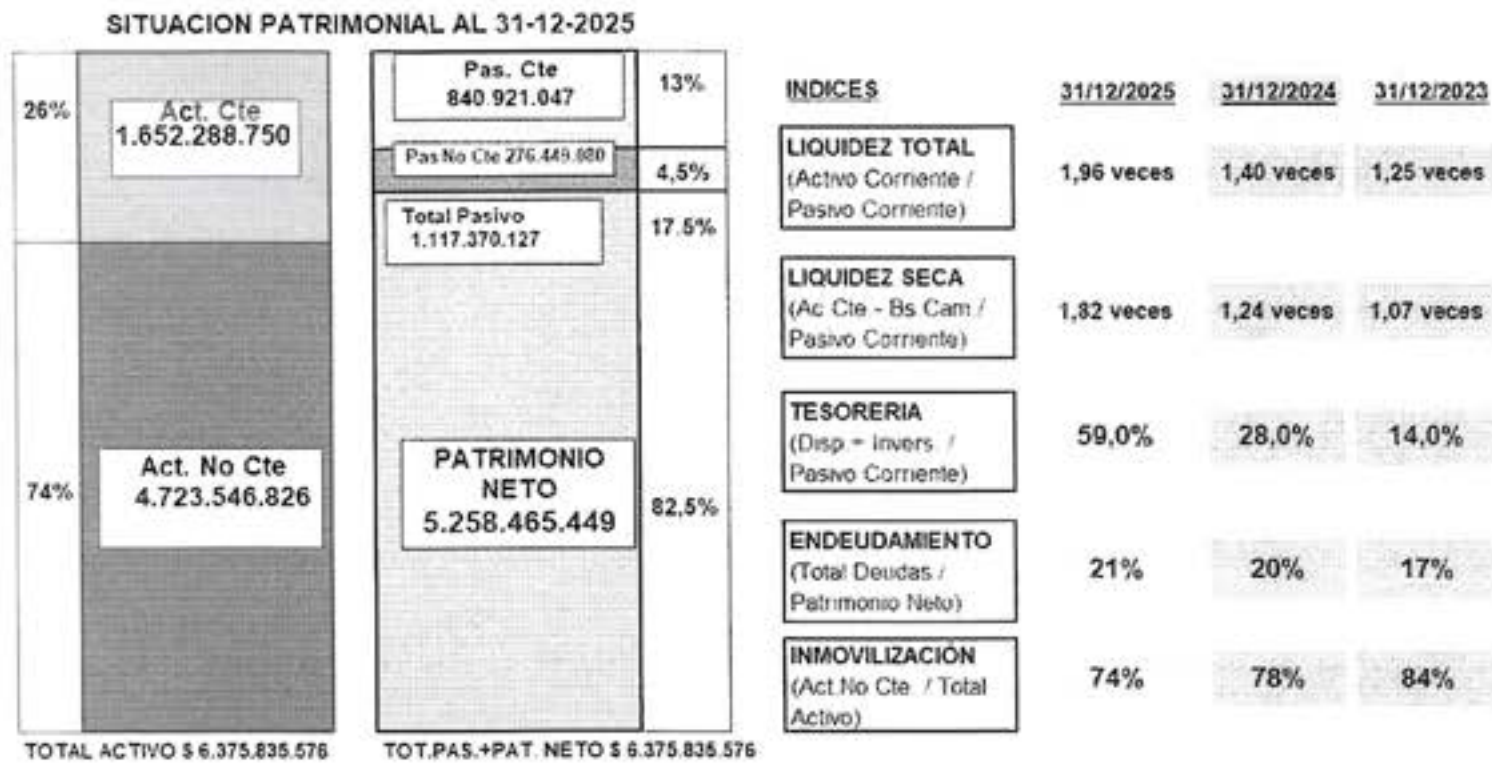 SITUACION PATRIMONIAL AL 31-12-2025
26%
Act. Cte
1.652.288.750
74%
Act. No Cte
4.723.546.826
TOTAL ACTIVO $ 6.375.835.576
Pas. Cte
840.921.047
13%
Pas No Cte 276.449.080
4,5%
Total Pasivo
1.117.370.127
17.5%
PATRIMONIO
NETO
5.258.465.449
82,5%
TOT.PAS.+PAT. NETO $ 6.375.835.576
INDICES 31/12/2025 31/12/2024 31/12/2023
LIQUIDEZ TOTAL
(Activo Corriente /
Pasivo Corriente)
1,96 veces 1,40 veces 1,25 veces
LIQUIDEZ SECA
(Ac Cte - Bs Cam /
Pasivo Corriente)
1,82 veces 1,24 veces 1,07 veces
TESORERIA
(Disp.+ Invers. /
Pasivo Corriente)
59,0% 28,0% 14,0%
ENDEUDAMIENTO
(Total Deudas /
Patrimonio Neto)
21% 20% 17%
INMOVILIZACIÓN
(Act.No Cte. / Total
Activo)
74% 78% 84%